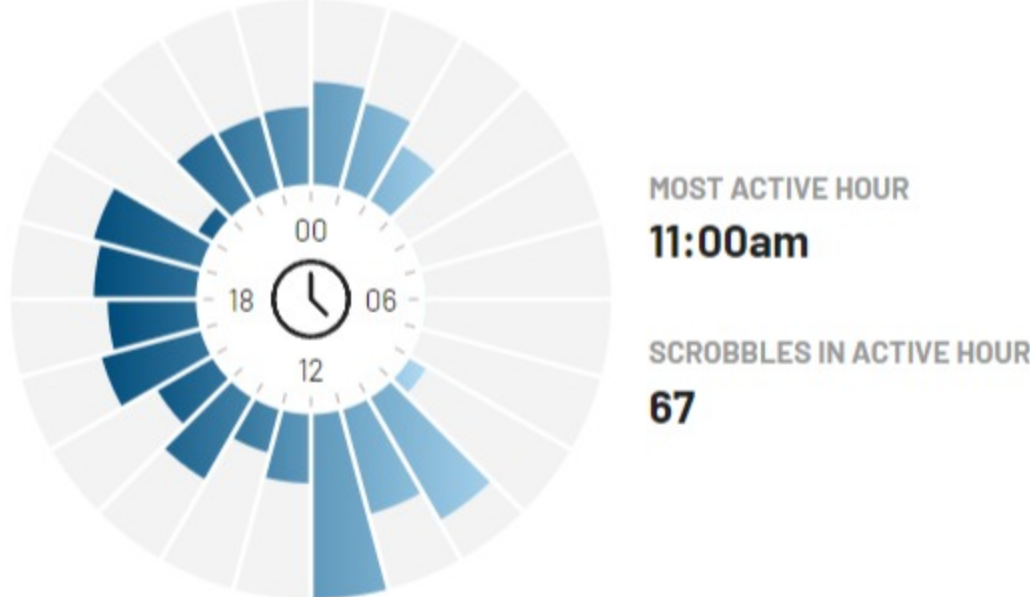 00
18
06
12
MOST ACTIVE HOUR
11:00am
SCROBBLES IN ACTIVE HOUR
67